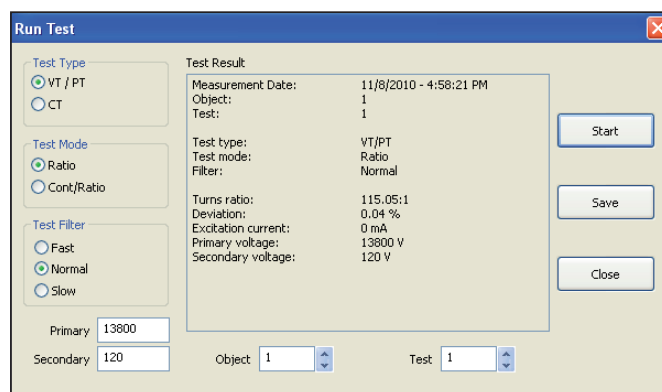 Run Test
Test Type
VT / PT
CT
Test Mode
Ratio
Cont/Ratio
Test Filter
Fast
Normal
Slow
Primary 13800
Secondary 120
Test Result
Measurement Date: 11/8/2010 - 4:58:21 PM
Object: 1
Test: 1
Test type: VT/PT
Test mode: Ratio
Filter: Normal
Turns ratio: 115.05:1
Deviation: 0.04 %
Excitation current: 0 mA
Primary voltage: 13800 V
Secondary voltage: 120 V
Object 1
Test 1
Start
Save
Close